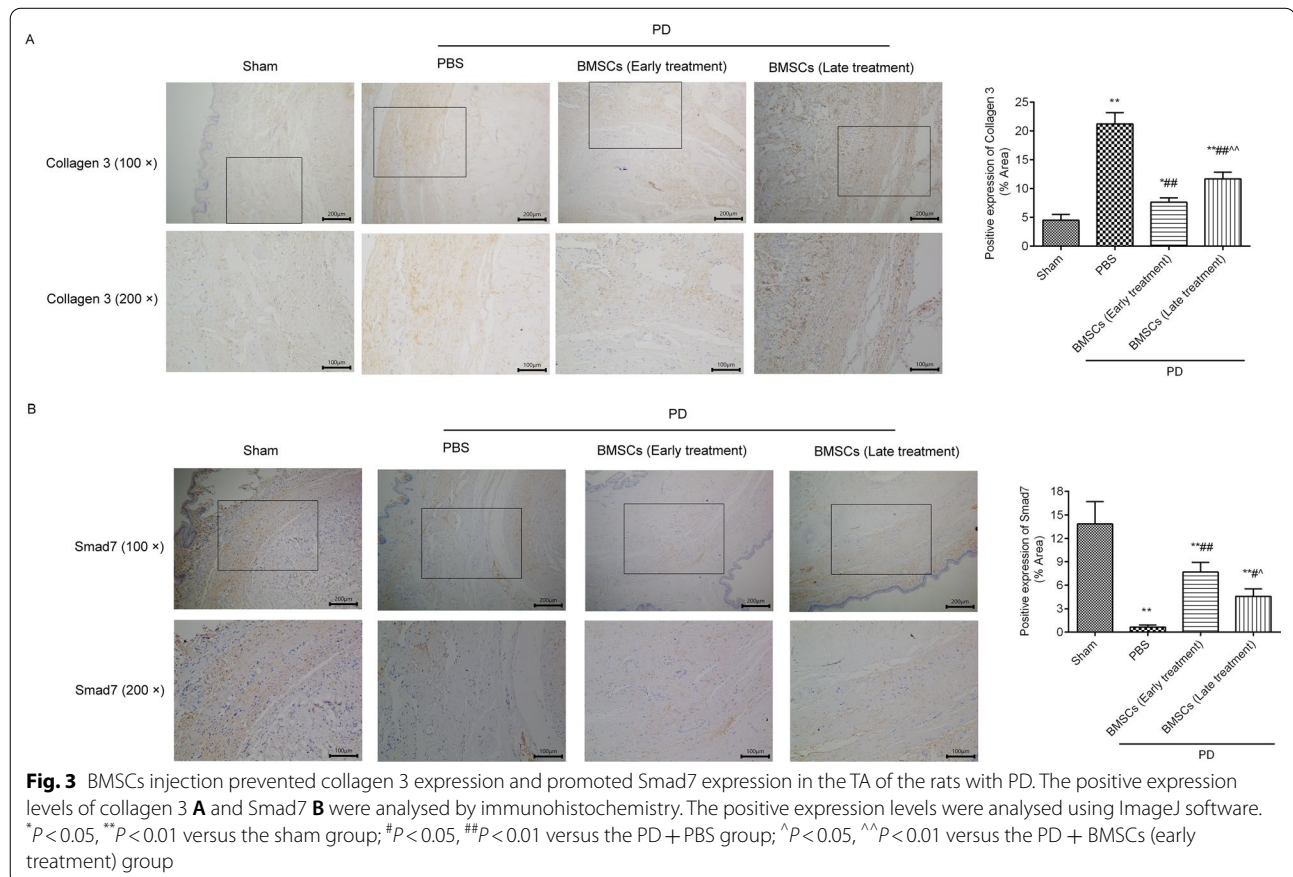 A
PD
Sham
PBS
BMSCs (Early treatment)
BMSCs (Late treatment)
Collagen 3 (100 ×)
200µm
200µm
200µm
200µm
Collagen 3 (200 ×)
100µm
100µm
100µm
100µm
Positive expression of Collagen 3
(% Area)
25
20
15
10
5
0
**
*##
**##^^
Sham
PBS
BMSCs (Early treatment)
BMSCs (Late treatment)
PD
B
PD
Sham
PBS
BMSCs (Early treatment)
BMSCs (Late treatment)
Smad7 (100 ×)
200µm
200µm
200µm
200µm
Smad7 (200 ×)
100µm
100µm
100µm
100µm
Positive expression of Smad7
(% Area)
18
15
12
9
6
3
0
**
**##
**#^
Sham
PBS
BMSCs (Early treatment)
BMSCs (Late treatment)
PD
Fig. 3 BMSCs injection prevented collagen 3 expression and promoted Smad7 expression in the TA of the rats with PD. The positive expression
levels of collagen 3 A and Smad7 B were analysed by immunohistochemistry. The positive expression levels were analysed using ImageJ software.
*P < 0.05, **P < 0.01 versus the sham group; #P < 0.05, ##P < 0.01 versus the PD + PBS group; ^P < 0.05, ^^P < 0.01 versus the PD + BMSCs (early
treatment) group